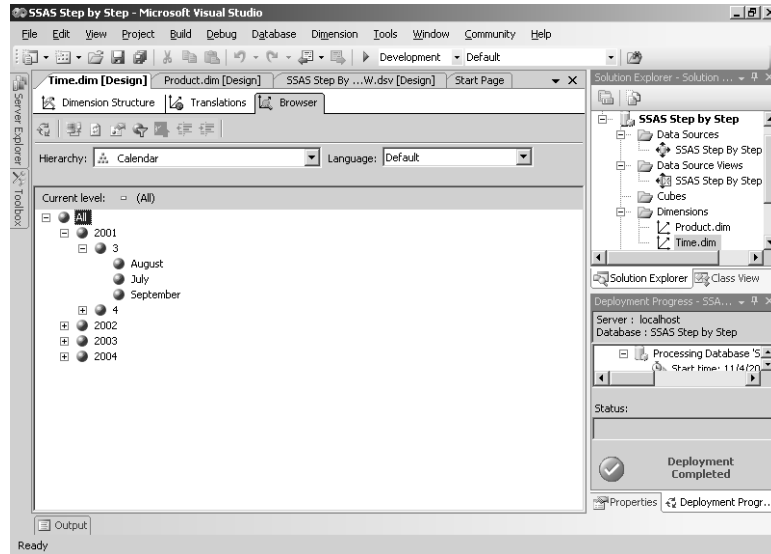 SSAS Step by Step - Microsoft Visual Studio
File Edit View Project Build Debug Database Dimension Tools Window Community Help
Development Default
Server Explorer
Toolbox
Time.dim [Design] Product.dim [Design] SSAS Step By ...W.dsv [Design] Start Page
Dimension Structure Translations Browser
Hierarchy: Calendar Language: Default
Current level: (All)
All
2001
3
August
July
September
4
2002
2003
2004
Solution Explorer - Solution ...
SSAS Step by Step
Data Sources
SSAS Step By Step
Data Source Views
SSAS Step By Step
Cubes
Dimensions
Product.dim
Time.dim
Solution Explorer Class View
Deployment Progress - SSA...
Server : localhost
Database : SSAS Step by Step
Processing Database 'S
Start time: 11/4/20
Status:
Deployment
Completed
Properties Deployment Progr...
Output
Ready